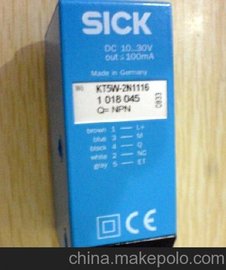 SICK
DC 10...30V
out ≤ 100mA
Made in Germany
KT5W-2N1116
1 018 045
Q= NPN
0933
brown 1 L+
blue 3 M
black 4 Q
white 2 NC
gray 5 ET
CE
china.makepolo.com